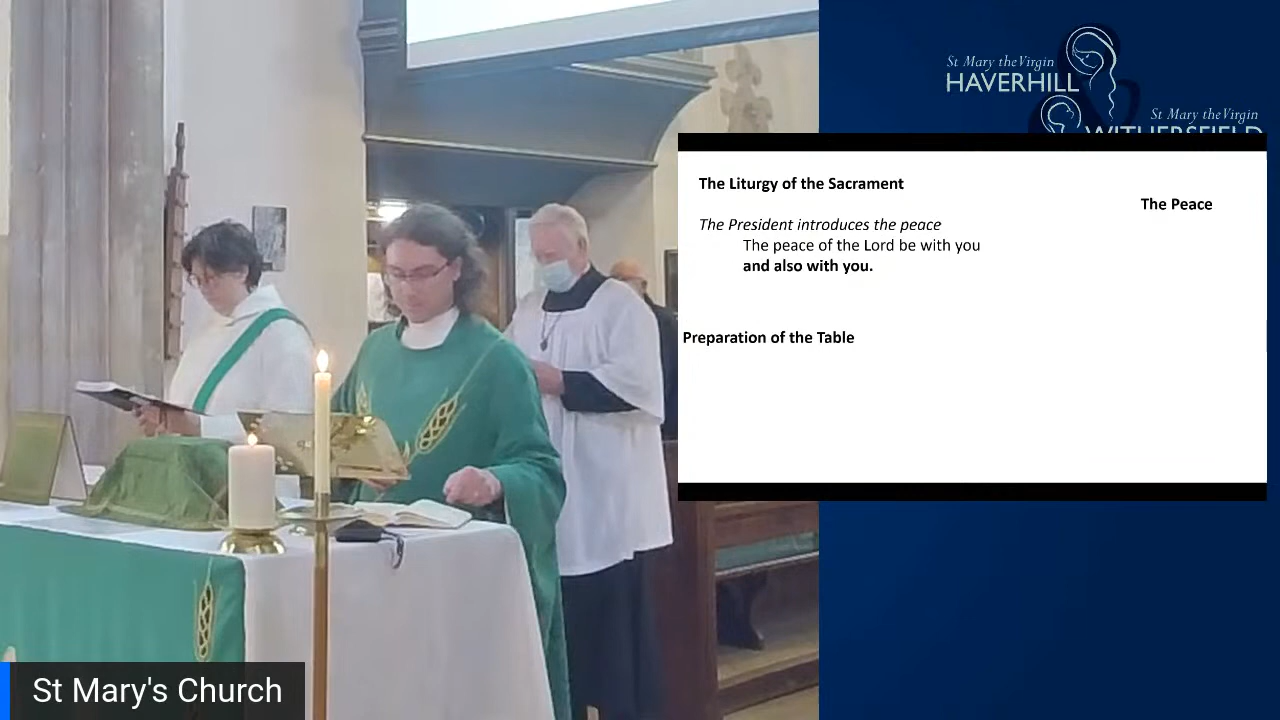 St Mary the Virgin
HAVERHILL
St Mary the Virgin
WITHERSFIELD
The Liturgy of the Sacrament
The Peace
The President introduces the peace
The peace of the Lord be with you
and also with you.
Preparation of the Table
St Mary's Church